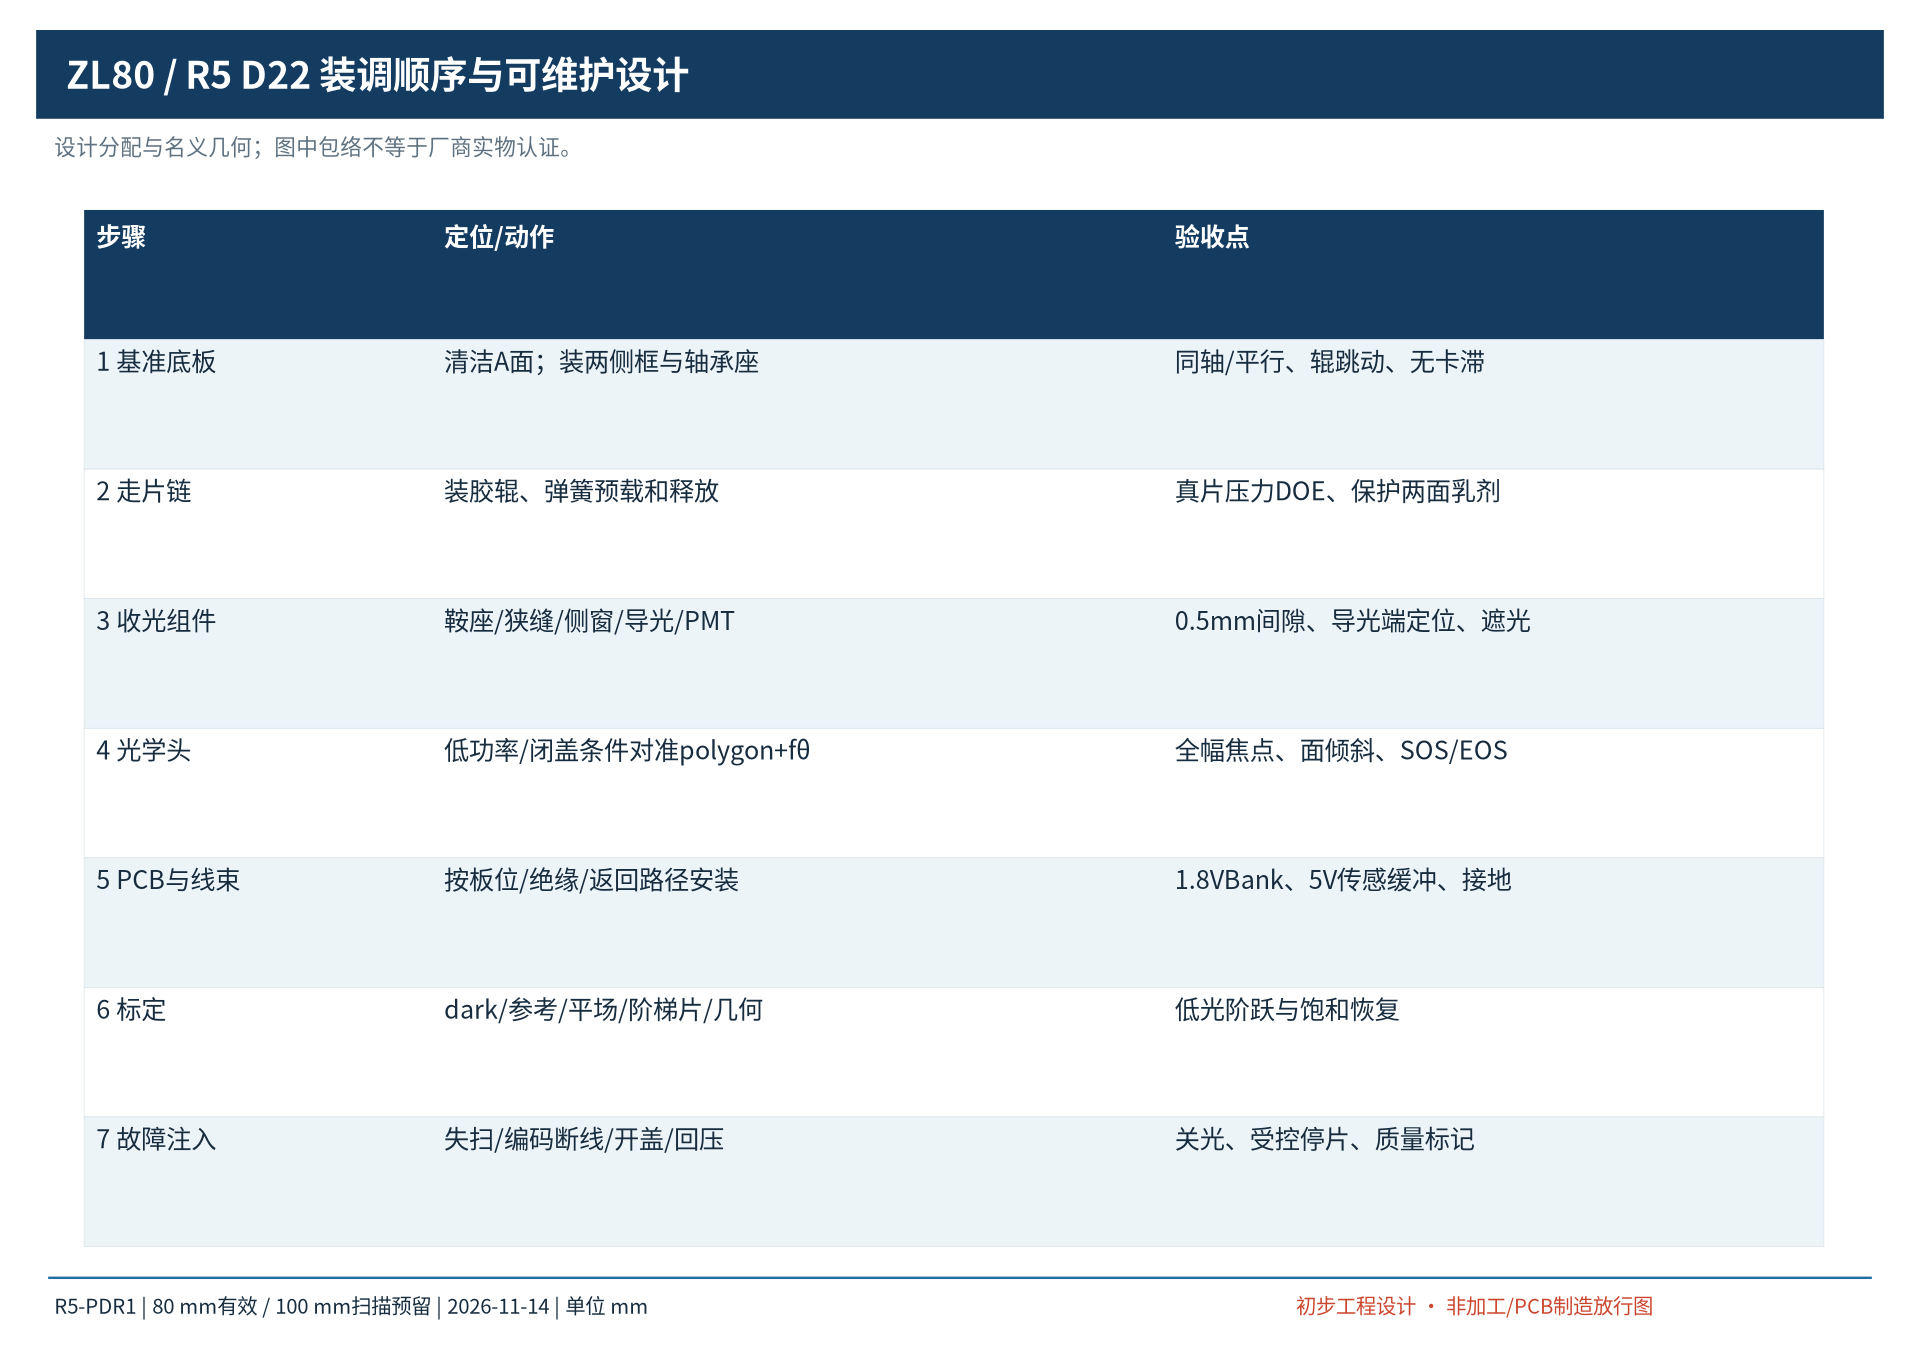 ZL80 / R5 D22 装调顺序与可维护设计
设计分配与名义几何；图中包络不等于厂商实物认证。
步骤 定位/动作 验收点
1 基准底板 清洁A面；装两侧框与轴承座 同轴/平行、辊跳动、无卡滞
2 走片链 装胶辊、弹簧预载和释放 真片压力DOE、保护两面乳剂
3 收光组件 鞍座/狭缝/侧窗/导光/PMT 0.5mm间隙、导光端定位、遮光
4 光学头 低功率/闭盖条件对准polygon+fθ 全幅焦点、面倾斜、SOS/EOS
5 PCB与线束 按板位/绝缘/返回路径安装 1.8VBank、5V传感缓冲、接地
6 标定 dark/参考/平场/阶梯片/几何 低光阶跃与饱和恢复
7 故障注入 失扫/编码断线/开盖/回压 关光、受控停片、质量标记
R5-PDR1 | 80 mm有效 / 100 mm扫描预留 | 2026-11-14 | 单位 mm 初步工程设计 · 非加工/PCB制造放行图